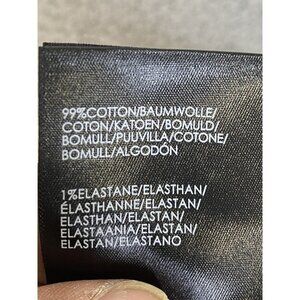 99%COTTON/BAUMWOLLE/
COTON/KATOEN/BOMULD/
BOMULL/PUUVILLA/COTONE/
BOMULL/ALGODÓN
1%ELASTANE/ELASTHAN/
ÉLASTHANNE/ELASTAN/
ELASTHAN/ELASTAN/
ELASTAANIA/ELASTAN/
ELASTAN/ELASTANO